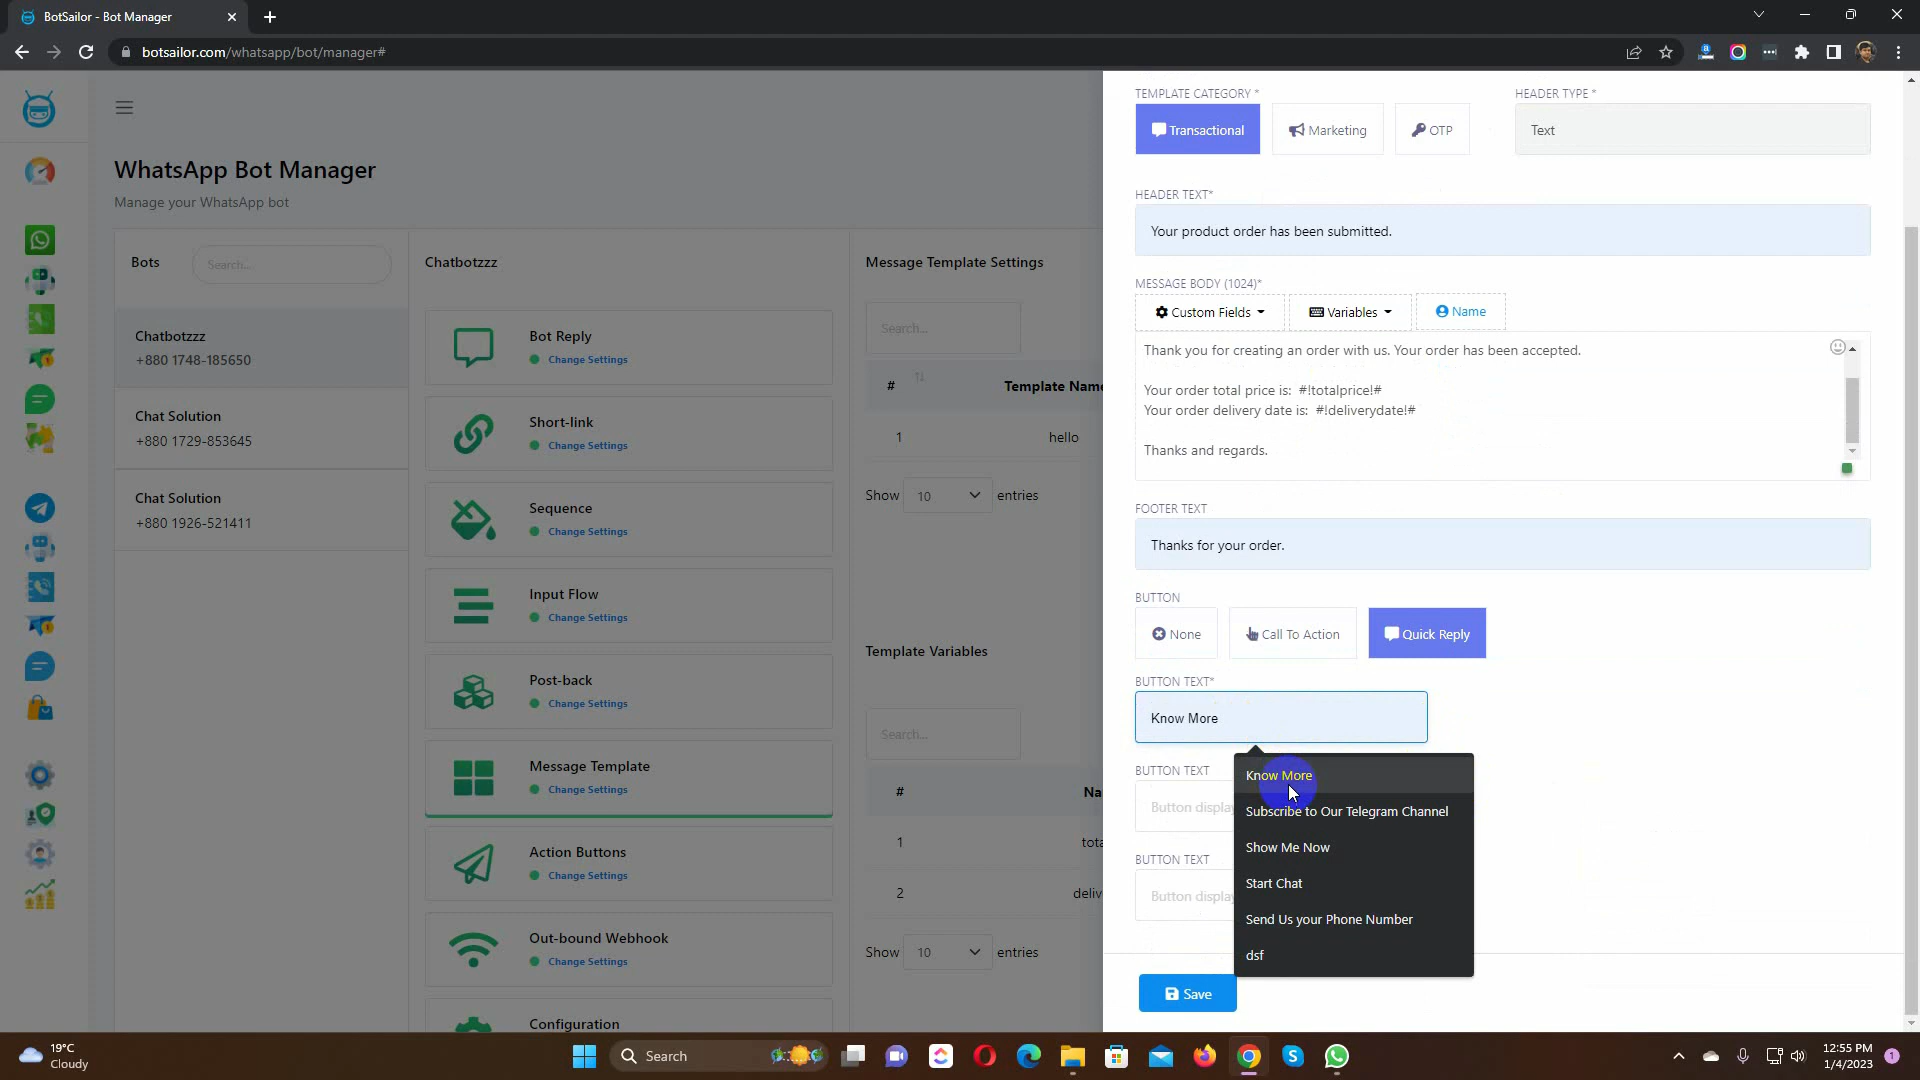 BotSailor - Bot Manager
botsailor.com/whatsapp/bot/manager#
WhatsApp Bot Manager
Manage your WhatsApp bot
Bots
Search...
Chatbotzzz
+880 1748-185650
Chat Solution
+880 1729-853645
Chat Solution
+880 1926-521411
Chatbotzzz
Bot Reply
Change Settings
Short-link
Change Settings
Sequence
Change Settings
Input Flow
Change Settings
Post-back
Change Settings
Message Template
Change Settings
Action Buttons
Change Settings
Out-bound Webhook
Change Settings
Configuration
Message Template Settings
Search...
# Template Name
1 hello
Show 10 entries
Template Variables
Search...
# Na
1 tota
2 deliv
Show 10 entries
TEMPLATE CATEGORY *
Transactional
Marketing
OTP
HEADER TYPE *
Text
HEADER TEXT*
Your product order has been submitted.
MESSAGE BODY (1024)*
Custom Fields
Variables
Name
Thank you for creating an order with us. Your order has been accepted.
Your order total price is: #!totalprice!#
Your order delivery date is: #!deliverydate!#
Thanks and regards.
FOOTER TEXT
Thanks for your order.
BUTTON
None
Call To Action
Quick Reply
BUTTON TEXT*
Know More
BUTTON TEXT
Button display
BUTTON TEXT
Button display
Know More
Subscribe to Our Telegram Channel
Show Me Now
Start Chat
Send Us your Phone Number
dsf
Save
19°C
Cloudy
Search
12:55 PM
1/4/2023
1